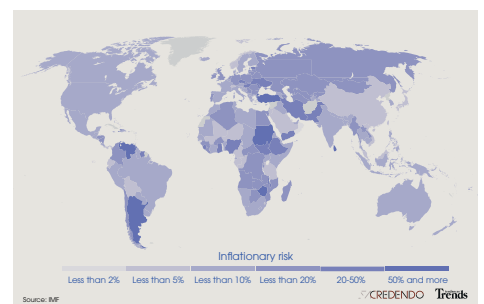 Inflationary risk
Less than 2% Less than 5% Less than 10% Less than 20% 20-50% 50% and more
Source: IMF
CREDENDO Trends